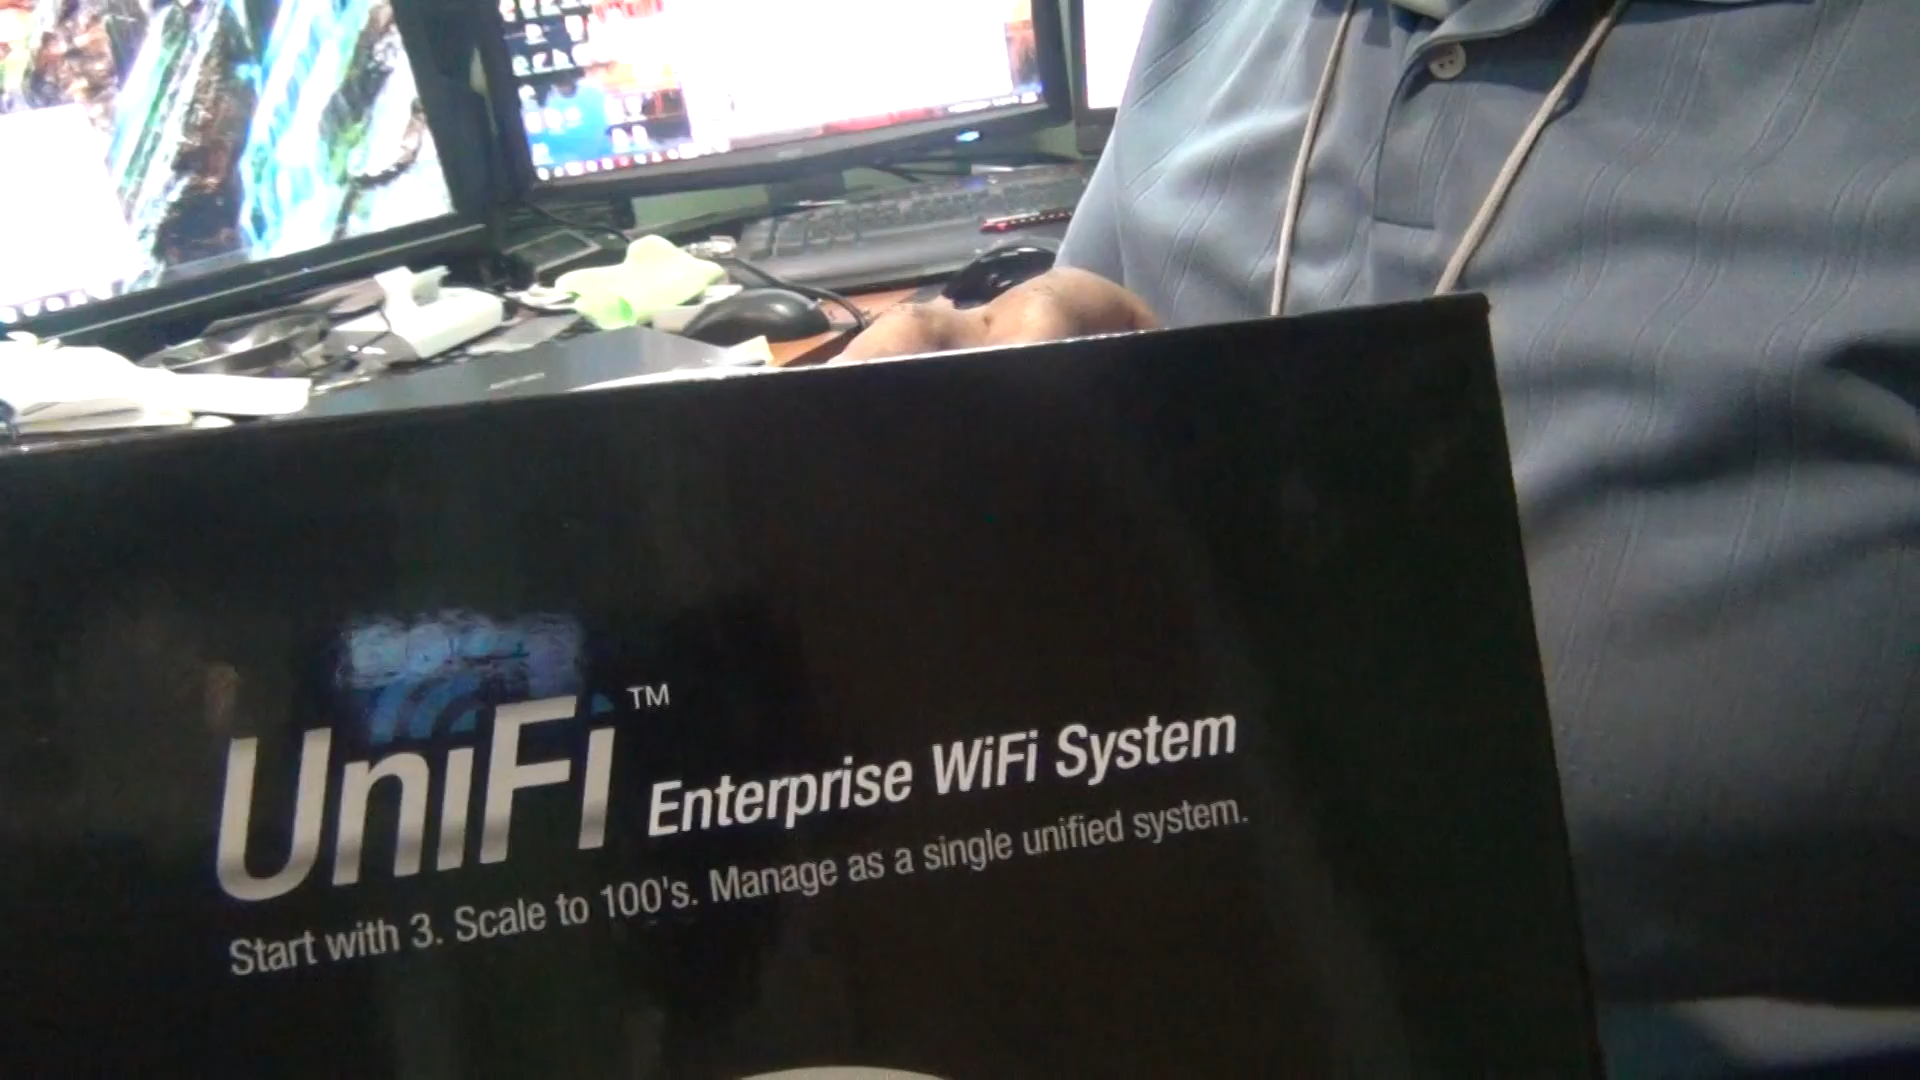 UniFi™ Enterprise WiFi System
Start with 3. Scale to 100's. Manage as a single unified system.